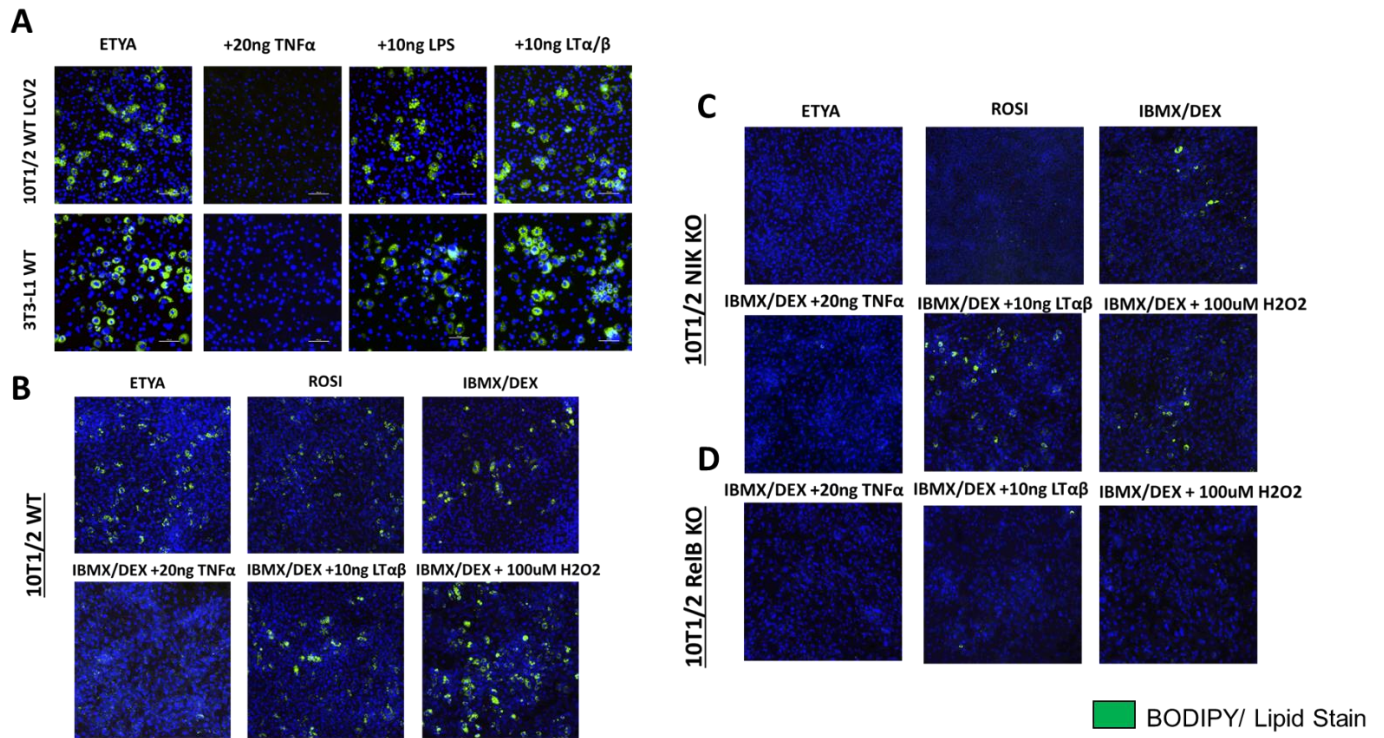 A
ETYA
+20ng TNFα
+10ng LPS
+10ng LTα/β
10T1/2 WT LCV2
3T3-L1 WT
B
ETYA
ROSI
IBMX/DEX
10T1/2 WT
IBMX/DEX +20ng TNFα
IBMX/DEX +10ng LTαβ
IBMX/DEX + 100uM H2O2
C
ETYA
ROSI
IBMX/DEX
10T1/2 NIK KO
IBMX/DEX +20ng TNFα
IBMX/DEX +10ng LTαβ
IBMX/DEX + 100uM H2O2
D
IBMX/DEX +20ng TNFα
IBMX/DEX +10ng LTαβ
IBMX/DEX + 100uM H2O2
10T1/2 RelB KO
BODIPY/ Lipid Stain